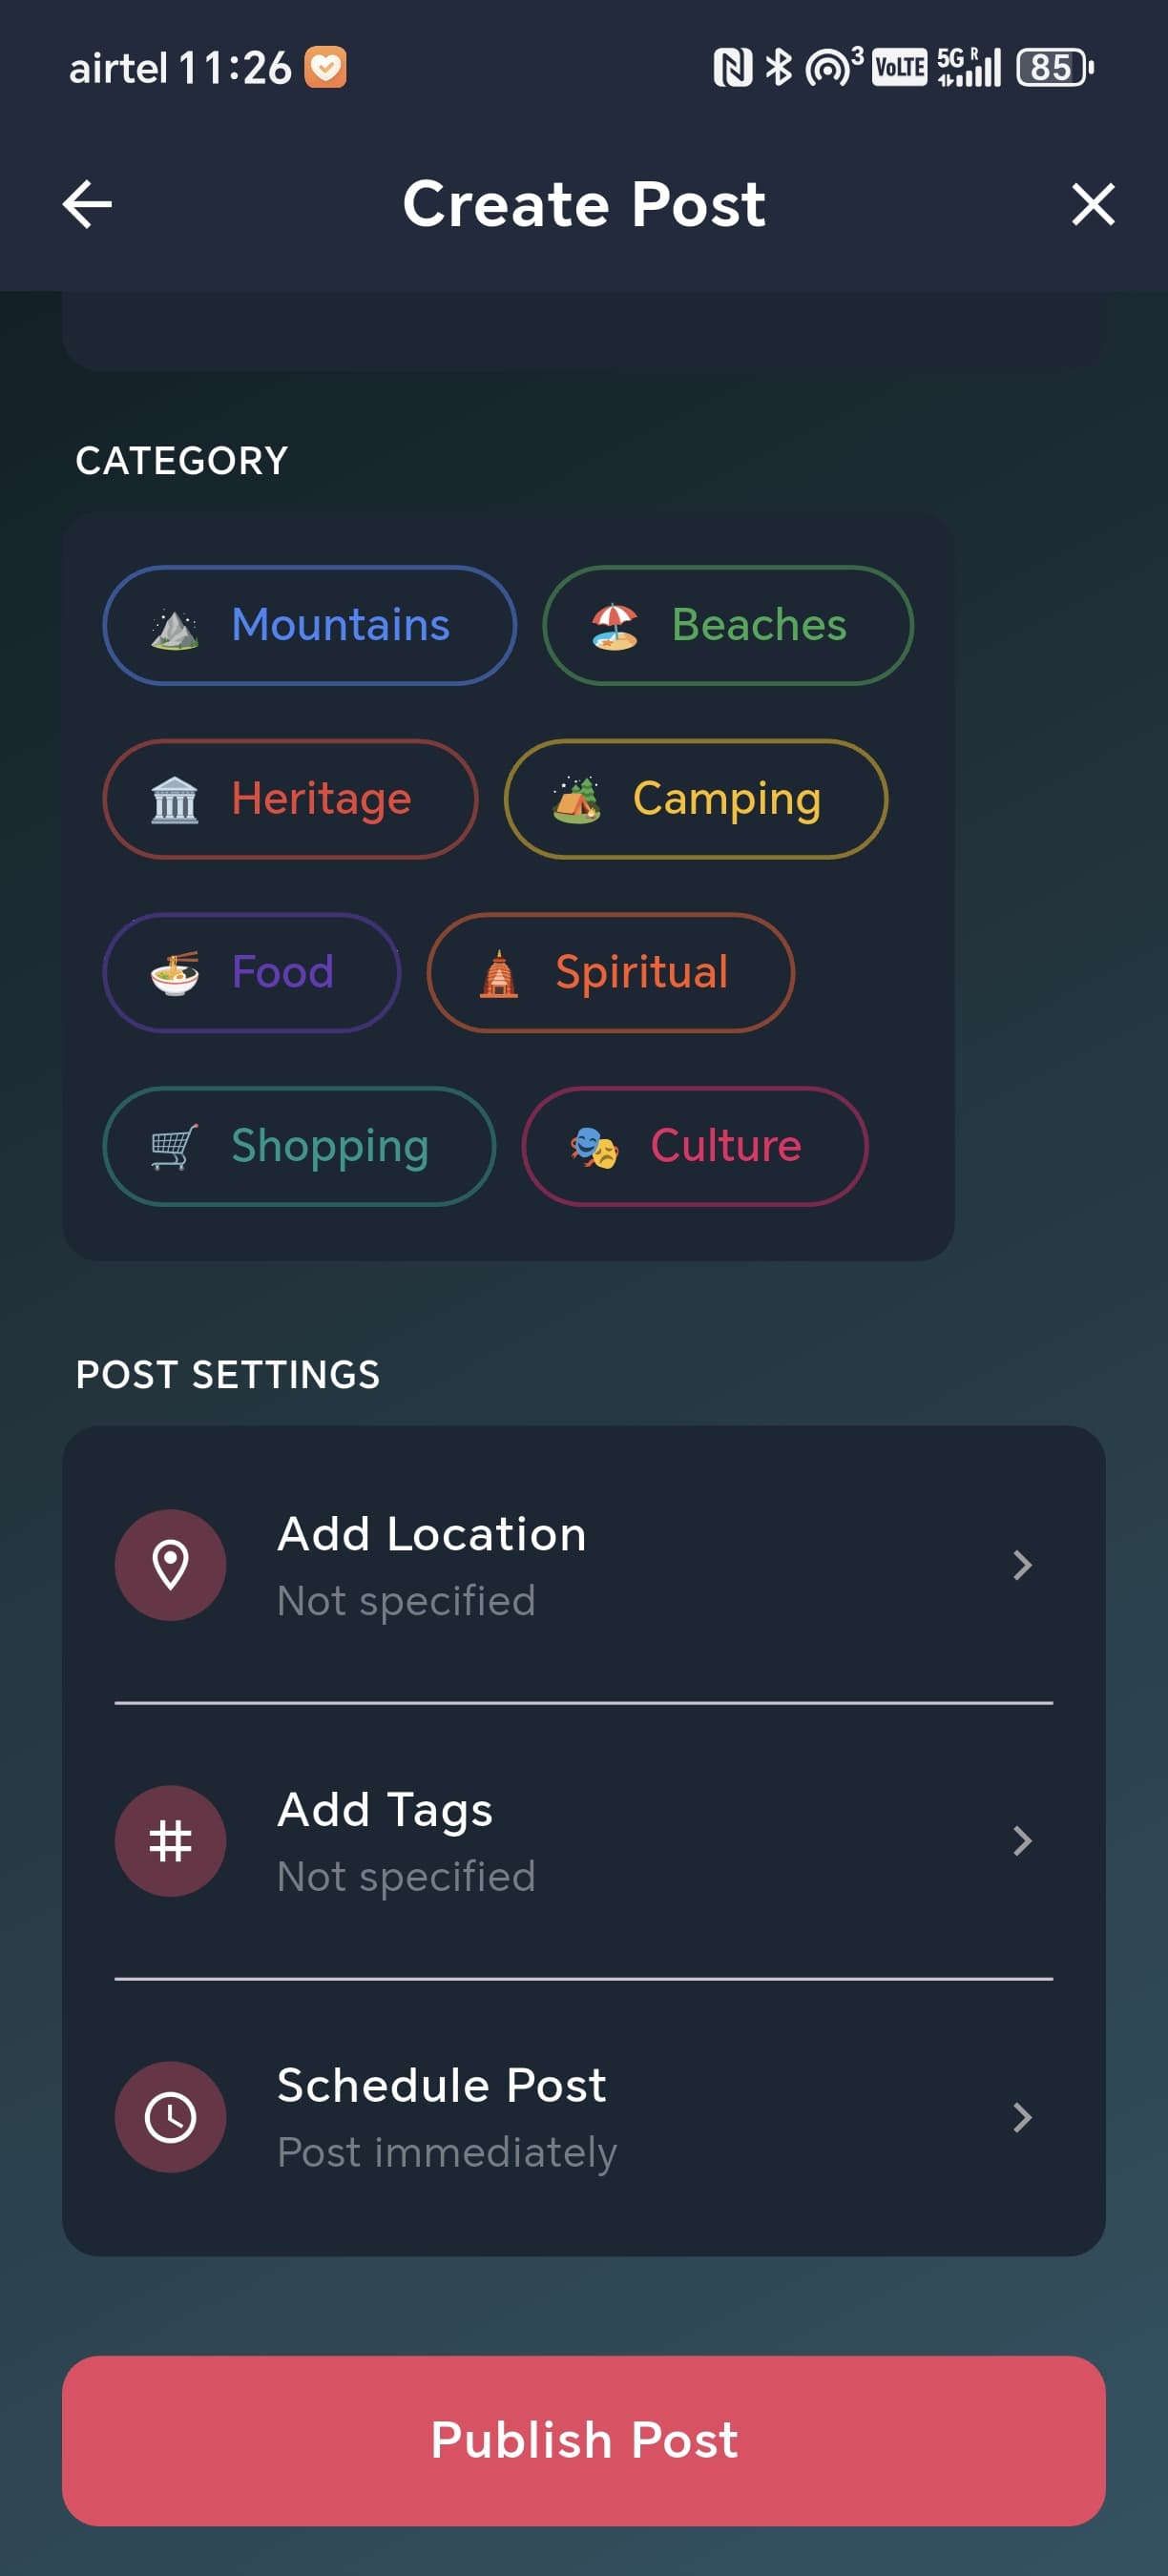 airtel 11:26 3 VoLTE 5G R 85
Create Post
CATEGORY
Mountains Beaches
Heritage Camping
Food Spiritual
Shopping Culture
POST SETTINGS
Add Location
Not specified
Add Tags
Not specified
Schedule Post
Post immediately
Publish Post